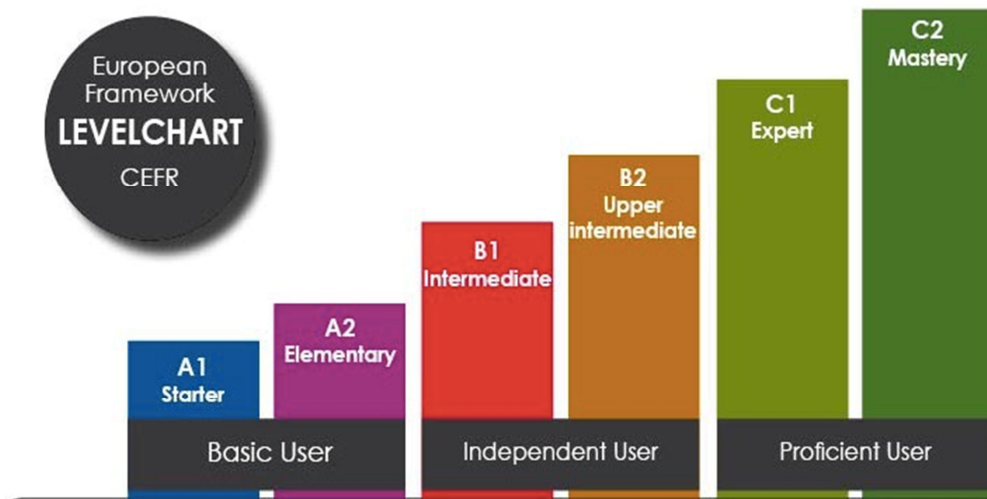 European
Framework
LEVELCHART
CEFR
A1
Starter
A2
Elementary
B1
Intermediate
B2
Upper
intermediate
C1
Expert
C2
Mastery
Basic User
Independent User
Proficient User